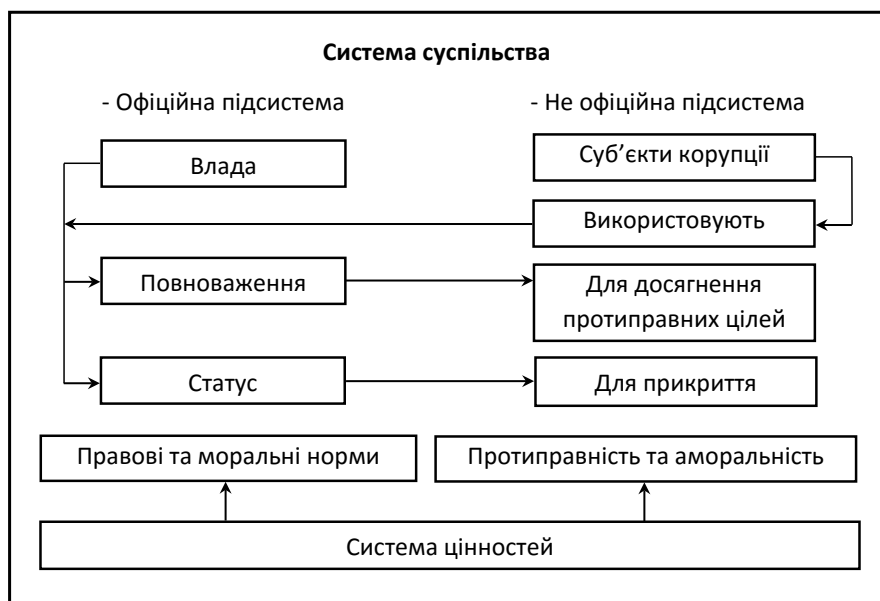 Система суспільства
- Офіційна підсистема
- Не офіційна підсистема
Влада
Суб’єкти корупції
Використовують
Повноваження
Для досягнення
протиправних цілей
Статус
Для прикриття
Правові та моральні норми
Протиправність та аморальність
Система цінностей